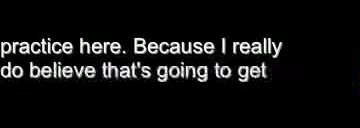 practice here. Because I really
do believe that's going to get